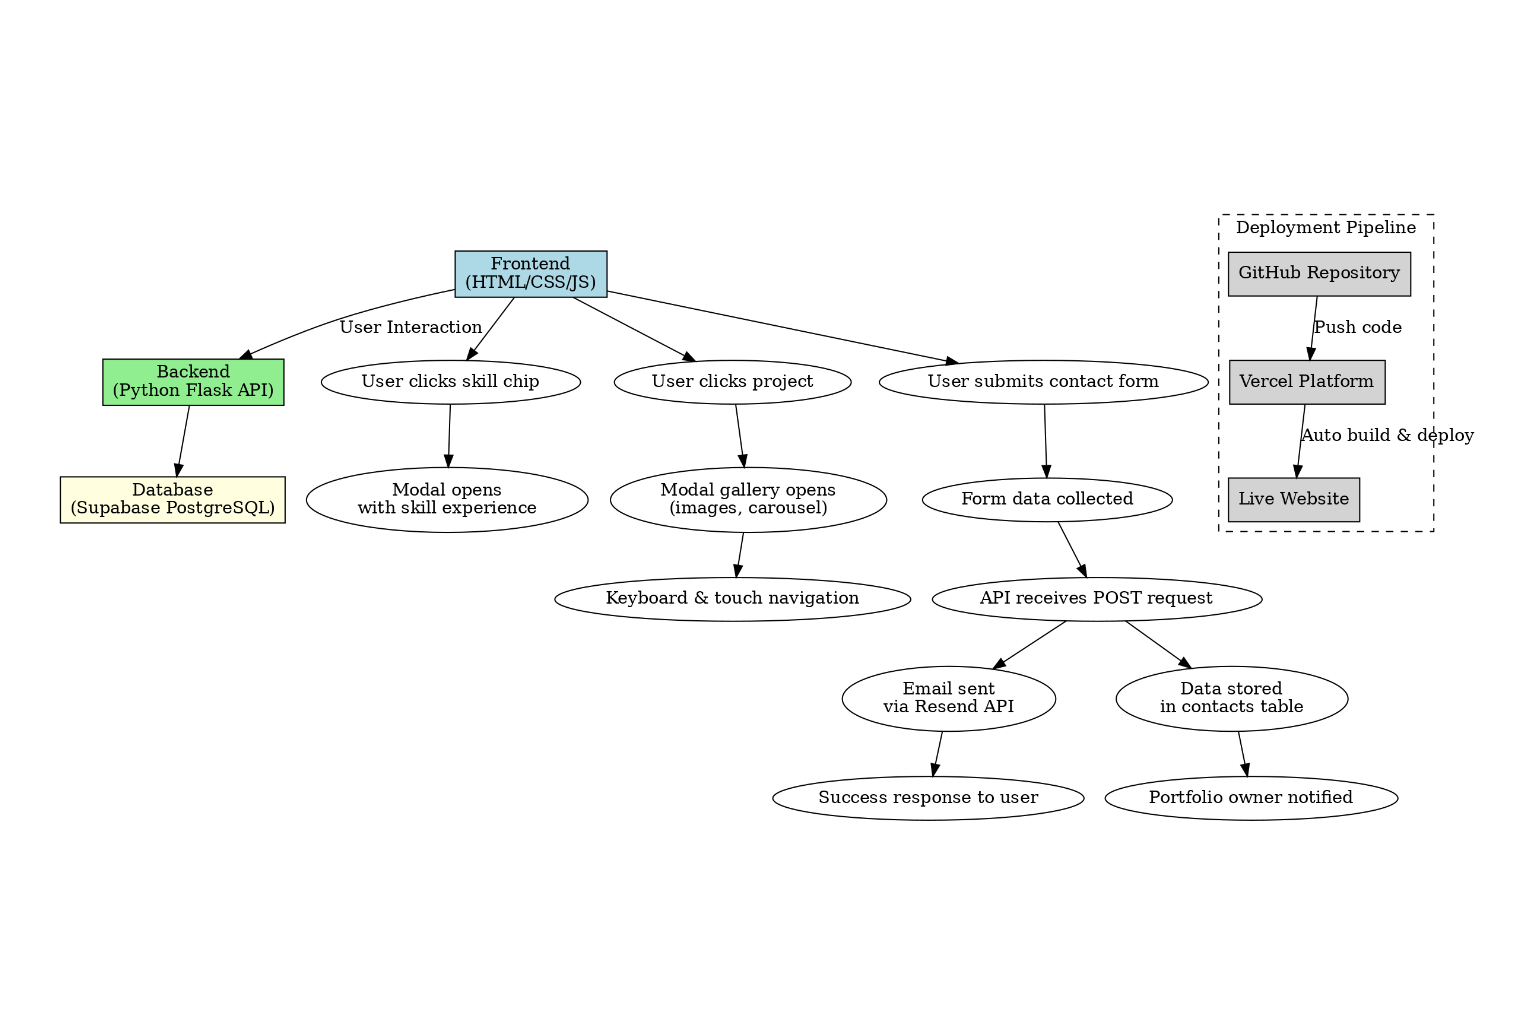 Deployment Pipeline
Frontend
(HTML/CSS/JS)
GitHub Repository
User Interaction
Push code
Backend
(Python Flask API)
User clicks skill chip
User clicks project
User submits contact form
Vercel Platform
Auto build & deploy
Database
(Supabase PostgreSQL)
Modal opens
with skill experience
Modal gallery opens
(images, carousel)
Form data collected
Live Website
Keyboard & touch navigation
API receives POST request
Email sent
via Resend API
Data stored
in contacts table
Success response to user
Portfolio owner notified